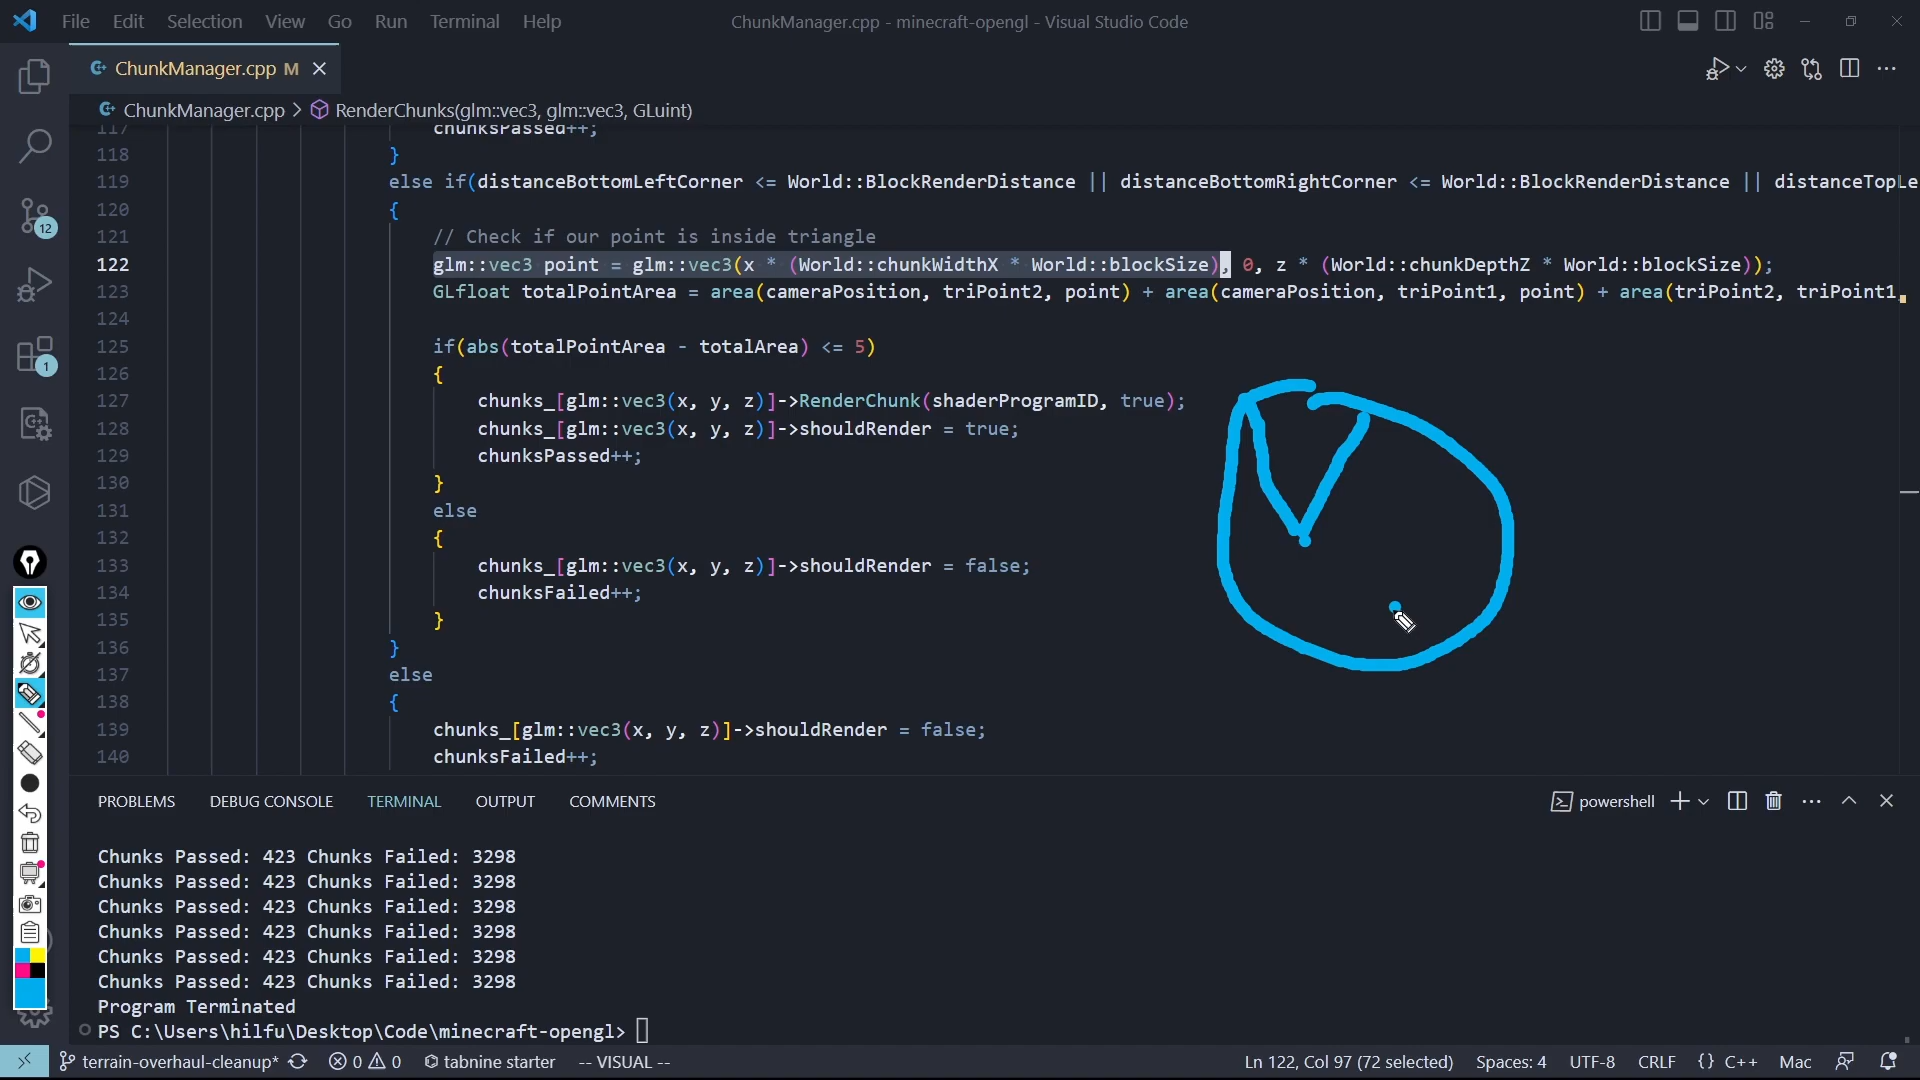 File Edit Selection View Go Run Terminal Help ChunkManager.cpp - minecraft-opengl - Visual Studio Code
ChunkManager.cpp M
ChunkManager.cpp > RenderChunks(glm::vec3, glm::vec3, GLuint)
117 chunksPassed++;
118 }
119 else if(distanceBottomLeftCorner <= World::BlockRenderDistance || distanceBottomRightCorner <= World::BlockRenderDistance || distanceTopLe
120 {
121 // Check if our point is inside triangle
122 glm::vec3 point = glm::vec3(x * (World::chunkWidthX * World::blockSize), 0, z * (World::chunkDepthZ * World::blockSize));
123 GLfloat totalPointArea = area(cameraPosition, triPoint2, point) + area(cameraPosition, triPoint1, point) + area(triPoint2, triPoint1,
124
125 if(abs(totalPointArea - totalArea) <= 5)
126 {
127 chunks_[glm::vec3(x, y, z)]->RenderChunk(shaderProgramID, true);
128 chunks_[glm::vec3(x, y, z)]->shouldRender = true;
129 chunksPassed++;
130 }
131 else
132 {
133 chunks_[glm::vec3(x, y, z)]->shouldRender = false;
134 chunksFailed++;
135 }
136 }
137 else
138 {
139 chunks_[glm::vec3(x, y, z)]->shouldRender = false;
140 chunksFailed++;
12
1
PROBLEMS DEBUG CONSOLE TERMINAL OUTPUT COMMENTS powershell
Chunks Passed: 423 Chunks Failed: 3298
Chunks Passed: 423 Chunks Failed: 3298
Chunks Passed: 423 Chunks Failed: 3298
Chunks Passed: 423 Chunks Failed: 3298
Chunks Passed: 423 Chunks Failed: 3298
Chunks Passed: 423 Chunks Failed: 3298
Program Terminated
PS C:\Users\hilfu\Desktop\Code\minecraft-opengl>
terrain-overhaul-cleanup* 0 0 tabnine starter -- VISUAL -- Ln 122, Col 97 (72 selected) Spaces: 4 UTF-8 CRLF {} C++ Mac